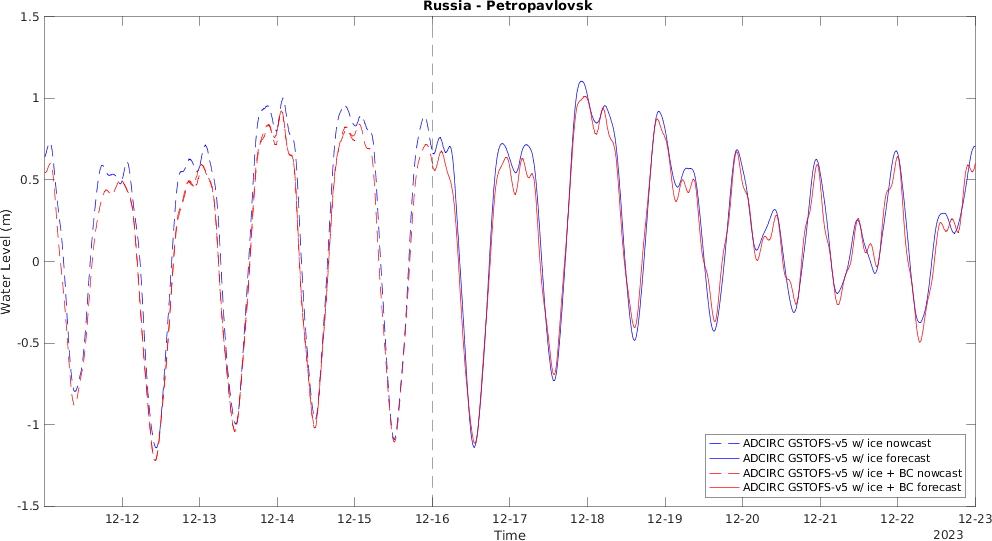 Russia - Petropavlovsk
1.5
1
0.5
0
-0.5
-1
-1.5
Water Level (m)
ADCIRC GSTOFS-v5 w/ ice nowcast
ADCIRC GSTOFS-v5 w/ ice forecast
ADCIRC GSTOFS-v5 w/ ice + BC nowcast
ADCIRC GSTOFS-v5 w/ ice + BC forecast
12-12 12-13 12-14 12-15 12-16 12-17 12-18 12-19 12-20 12-21 12-22 12-23
Time
2023